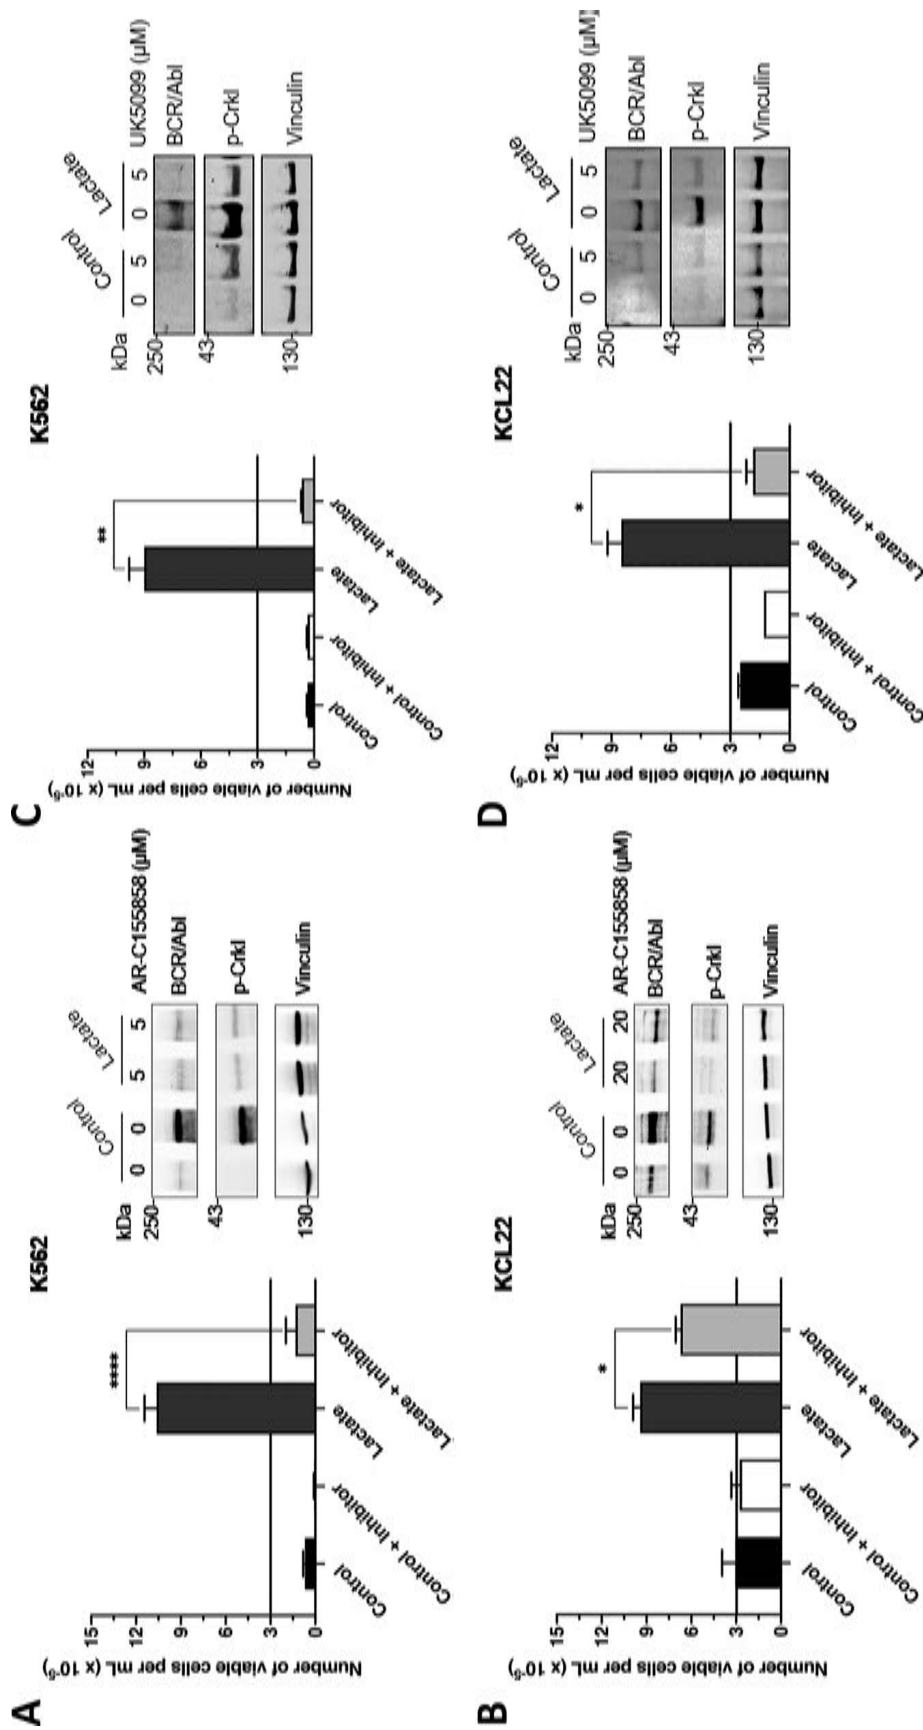 A
K562
Number of viable cells per mL (x 10⁻⁵)
15
12
9
6
3
0
Control
Control + Inhibitor
Lactate
Lactate + Inhibitor
****
kDa
250
43
130
Control
Lactate
0 0 5 5
AR-C155858 (µM)
BCR/Abl
p-Crkl
Vinculin
B
KCL22
Number of viable cells per mL (x 10⁻⁵)
15
12
9
6
3
0
Control
Control + Inhibitor
Lactate
Lactate + Inhibitor
*
kDa
250
43
130
Control
Lactate
0 0 20 20
AR-C155858 (µM)
BCR/Abl
p-Crkl
Vinculin
C
K562
Number of viable cells per mL (x 10⁻⁵)
12
9
6
3
0
Control
Control + Inhibitor
Lactate
Lactate + Inhibitor
**
kDa
250
43
130
Control
Lactate
0 5 0 5
UK5099 (µM)
BCR/Abl
p-Crkl
Vinculin
D
KCL22
Number of viable cells per mL (x 10⁻⁵)
12
9
6
3
0
Control
Control + Inhibitor
Lactate
Lactate + Inhibitor
*
kDa
250
43
130
Control
Lactate
0 5 0 5
UK5099 (µM)
BCR/Abl
p-Crkl
Vinculin